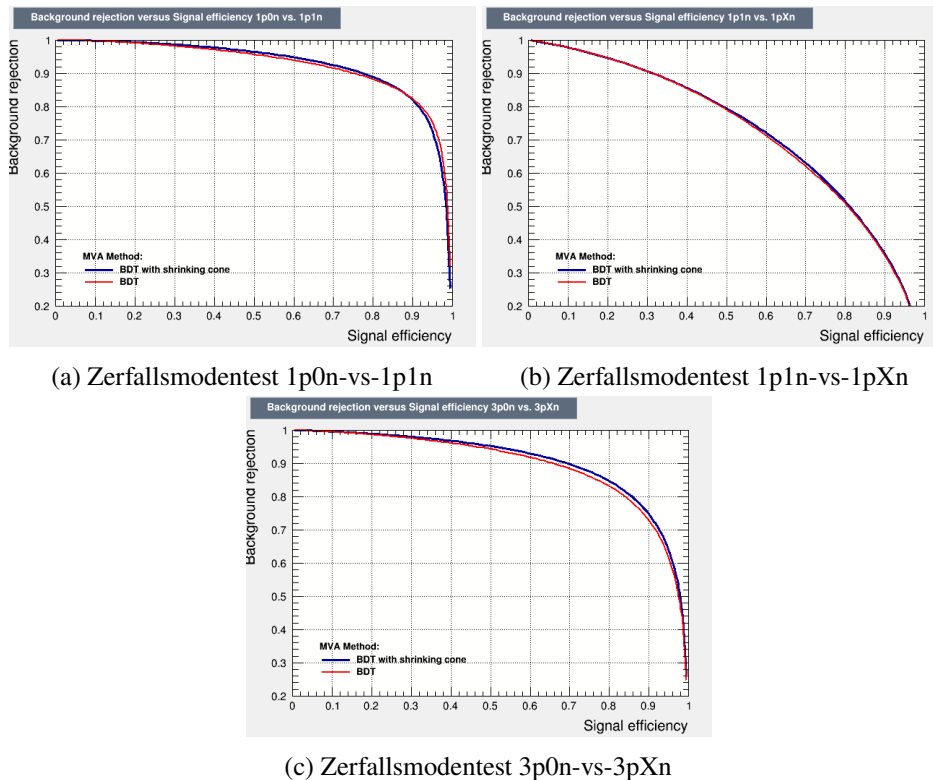 Background rejection versus Signal efficiency 1p0n vs. 1p1n
Background rejection
1
0.9
0.8
0.7
0.6
0.5
0.4
0.3
0.2
MVA Method:
BDT with shrinking cone
BDT
0 0.1 0.2 0.3 0.4 0.5 0.6 0.7 0.8 0.9 1
Signal efficiency
(a) Zerfallsmodentest 1p0n-vs-1p1n
Background rejection versus Signal efficiency 1p1n vs. 1pXn
Background rejection
1
0.9
0.8
0.7
0.6
0.5
0.4
0.3
0.2
MVA Method:
BDT with shrinking cone
BDT
0 0.1 0.2 0.3 0.4 0.5 0.6 0.7 0.8 0.9 1
Signal efficiency
(b) Zerfallsmodentest 1p1n-vs-1pXn
Background rejection versus Signal efficiency 3p0n vs. 3pXn
Background rejection
1
0.9
0.8
0.7
0.6
0.5
0.4
0.3
0.2
MVA Method:
BDT with shrinking cone
BDT
0 0.1 0.2 0.3 0.4 0.5 0.6 0.7 0.8 0.9 1
Signal efficiency
(c) Zerfallsmodentest 3p0n-vs-3pXn